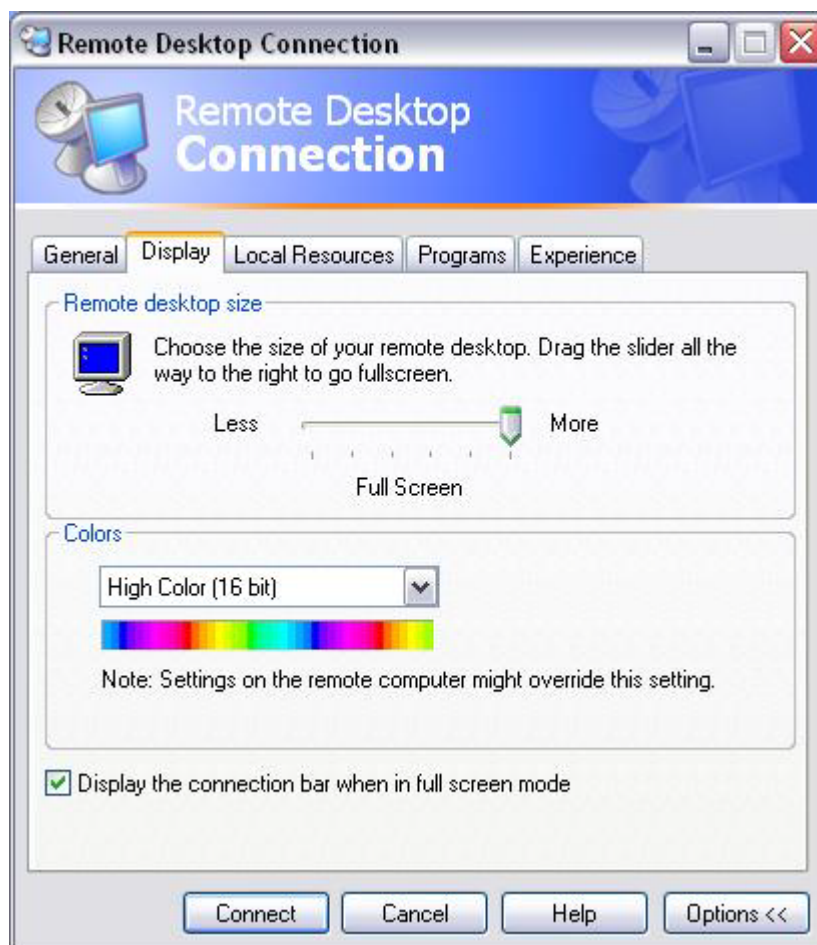 Remote Desktop Connection
Remote Desktop
Connection
General Display Local Resources Programs Experience
Remote desktop size
Choose the size of your remote desktop. Drag the slider all the
way to the right to go fullscreen.
Less More
Full Screen
Colors
High Color (16 bit)
Note: Settings on the remote computer might override this setting.
Display the connection bar when in full screen mode
Connect Cancel Help Options <<